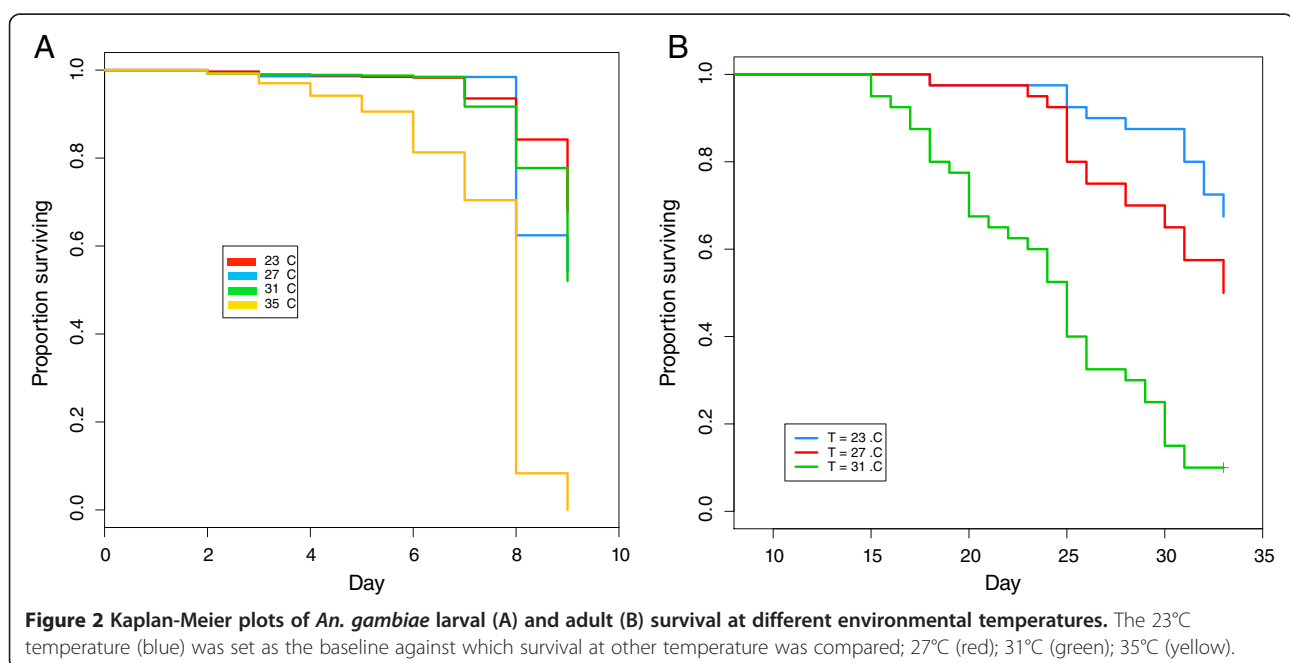 A
Proportion surviving
1.0
0.8
0.6
0.4
0.2
0.0
23 C
27 C
31 C
35 C
0 2 4 6 8 10
Day
B
Proportion surviving
1.0
0.8
0.6
0.4
0.2
0.0
T = 23 .C
T = 27 .C
T = 31 .C
10 15 20 25 30 35
Day
Figure 2 Kaplan-Meier plots of An. gambiae larval (A) and adult (B) survival at different environmental temperatures. The 23°C
temperature (blue) was set as the baseline against which survival at other temperature was compared; 27°C (red); 31°C (green); 35°C (yellow).